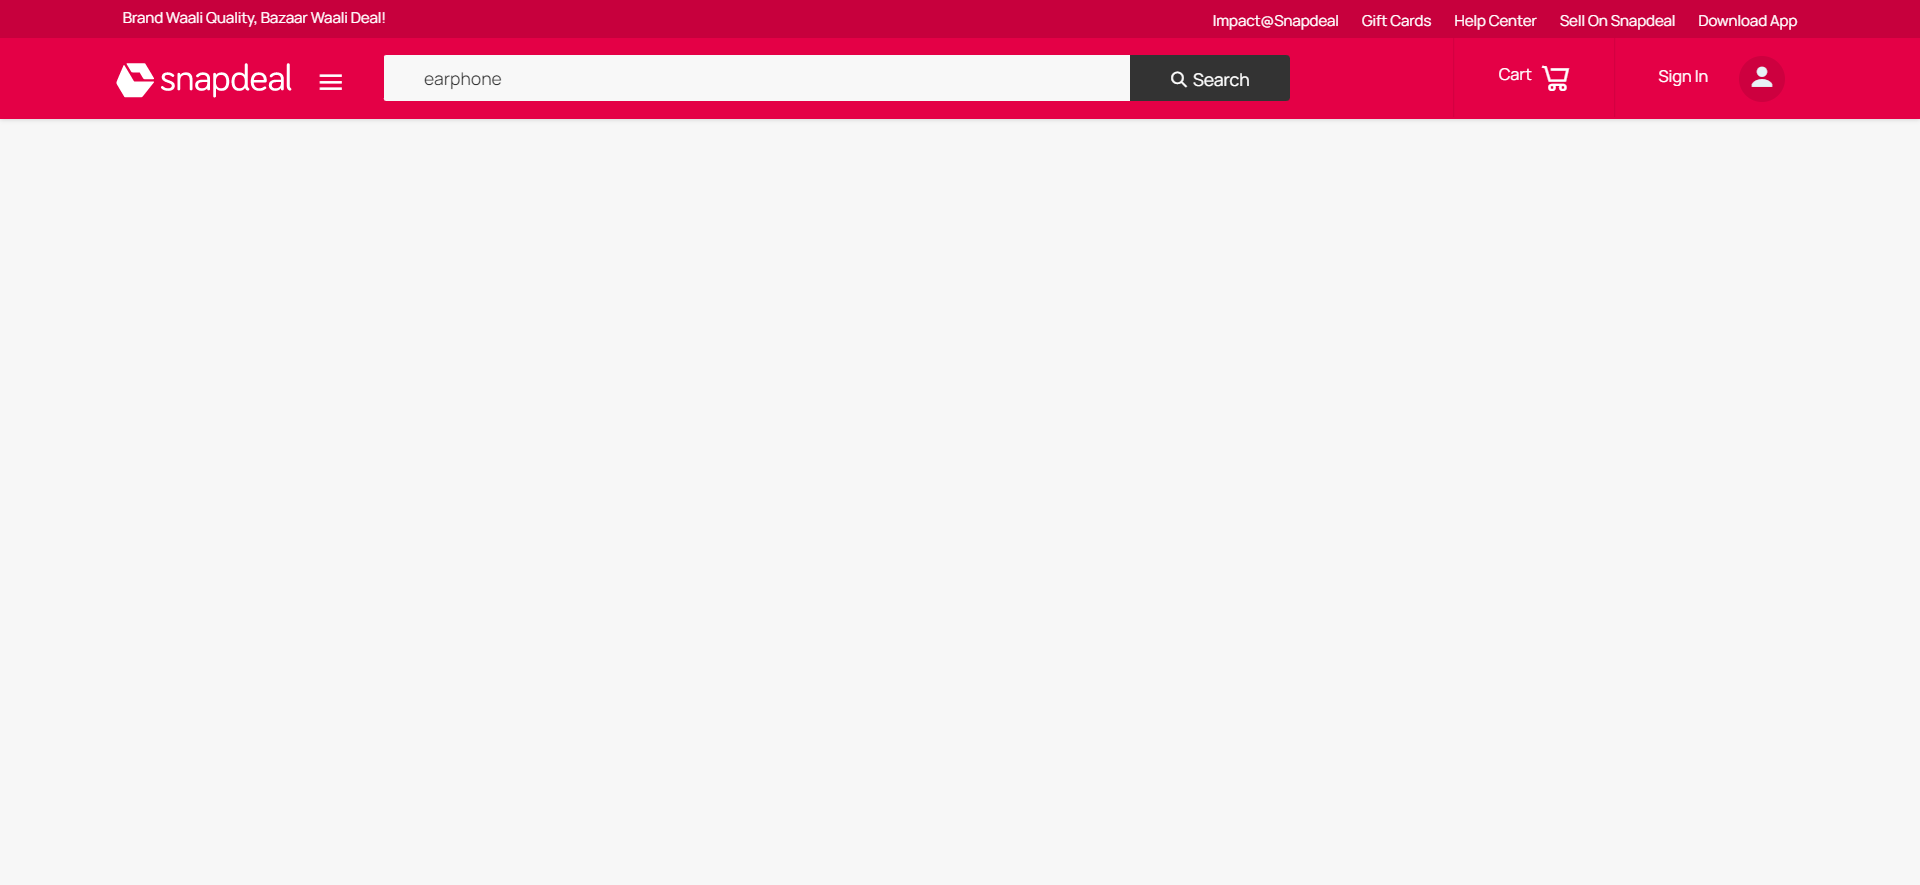 Brand Waali Quality, Bazaar Waali Deal!
Impact@Snapdeal Gift Cards Help Center Sell On Snapdeal Download App
snapdeal
earphone
Search
Cart
Sign In